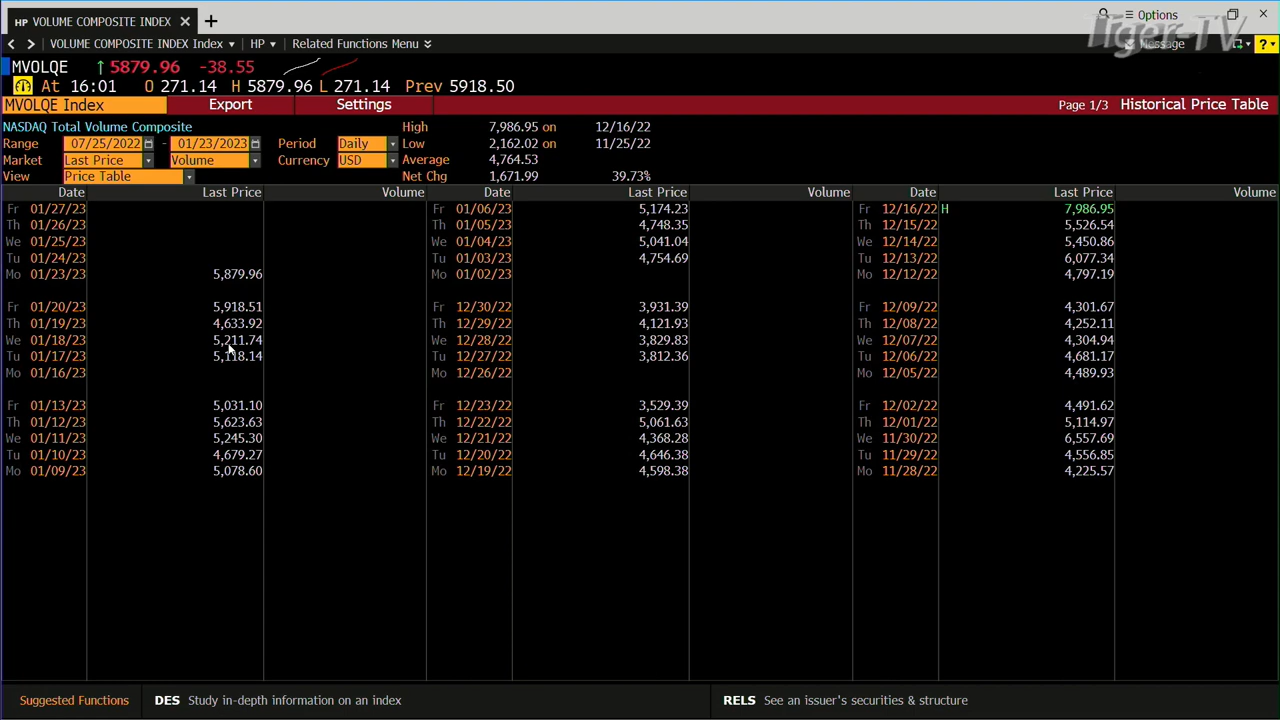 HP VOLUME COMPOSITE INDEX × +
Options
Tiger-TV
VOLUME COMPOSITE INDEX Index HP Related Functions Menu Message ?
MVOLQE ↑ 5879.96 -38.55
At 16:01 O 271.14 H 5879.96 L 271.14 Prev 5918.50
MVOLQE Index Export Settings Page 1/3 Historical Price Table
NASDAQ Total Volume Composite High 7,986.95 on 12/16/22
Range 07/25/2022 - 01/23/2023 Period Daily Low 2,162.02 on 11/25/22
Market Last Price Volume Currency USD Average 4,764.53
View Price Table Net Chg 1,671.99 39.73%
Date Last Price Volume Date Last Price Volume Date Last Price Volume
Fr 01/27/23 Fr 01/06/23 5,174.23 Fr 12/16/22 H 7,986.95
Th 01/26/23 Th 01/05/23 4,748.35 Th 12/15/22 5,526.54
We 01/25/23 We 01/04/23 5,041.04 We 12/14/22 5,450.86
Tu 01/24/23 Tu 01/03/23 4,754.69 Tu 12/13/22 6,077.34
Mo 01/23/23 5,879.96 Mo 01/02/23 Mo 12/12/22 4,797.19
Fr 01/20/23 5,918.51 Fr 12/30/22 3,931.39 Fr 12/09/22 4,301.67
Th 01/19/23 4,633.92 Th 12/29/22 4,121.93 Th 12/08/22 4,252.11
We 01/18/23 5,211.74 We 12/28/22 3,829.83 We 12/07/22 4,304.94
Tu 01/17/23 5,118.14 Tu 12/27/22 3,812.36 Tu 12/06/22 4,681.17
Mo 01/16/23 Mo 12/26/22 Mo 12/05/22 4,489.93
Fr 01/13/23 5,031.10 Fr 12/23/22 3,529.39 Fr 12/02/22 4,491.62
Th 01/12/23 5,623.63 Th 12/22/22 5,061.63 Th 12/01/22 5,114.97
We 01/11/23 5,245.30 We 12/21/22 4,368.28 We 11/30/22 6,557.69
Tu 01/10/23 4,679.27 Tu 12/20/22 4,646.38 Tu 11/29/22 4,556.85
Mo 01/09/23 5,078.60 Mo 12/19/22 4,598.38 Mo 11/28/22 4,225.57
Suggested Functions DES Study in-depth information on an index RELS See an issuer's securities & structure